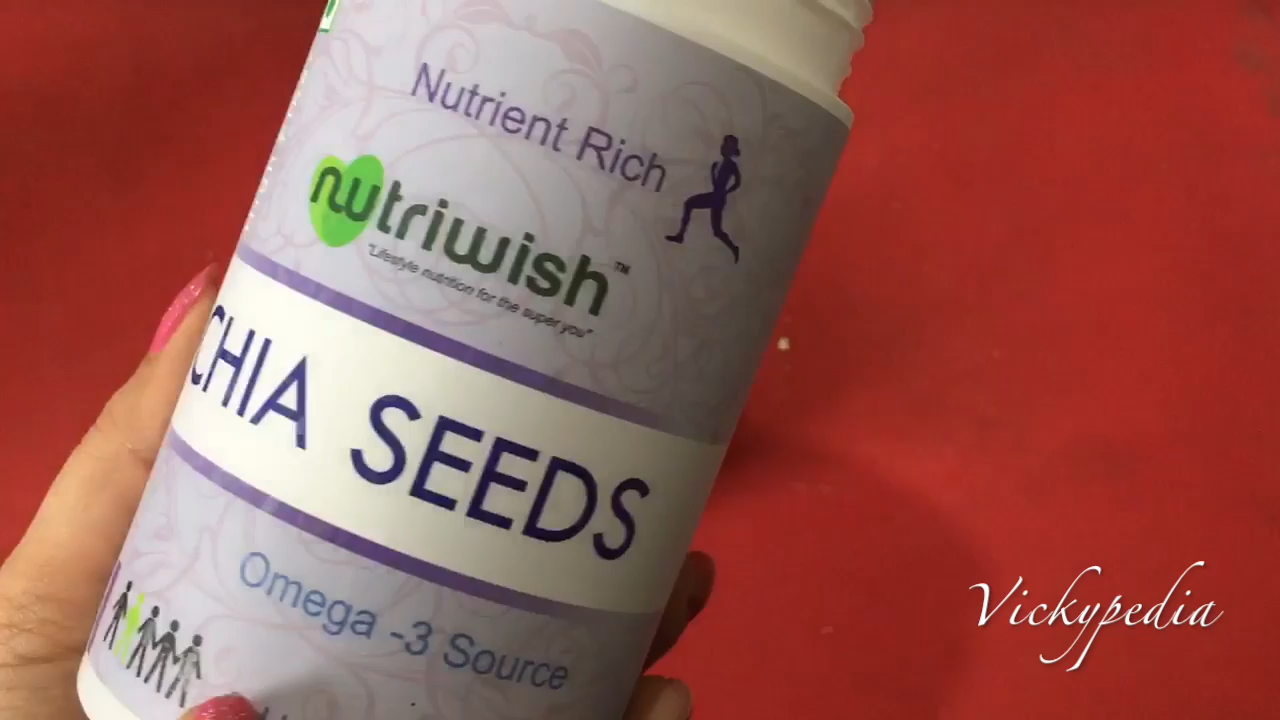 Nutrient Rich
nutriwish™
"Lifestyle nutrition for the super you"
CHIA SEEDS
Omega -3 Source
Vickypedia